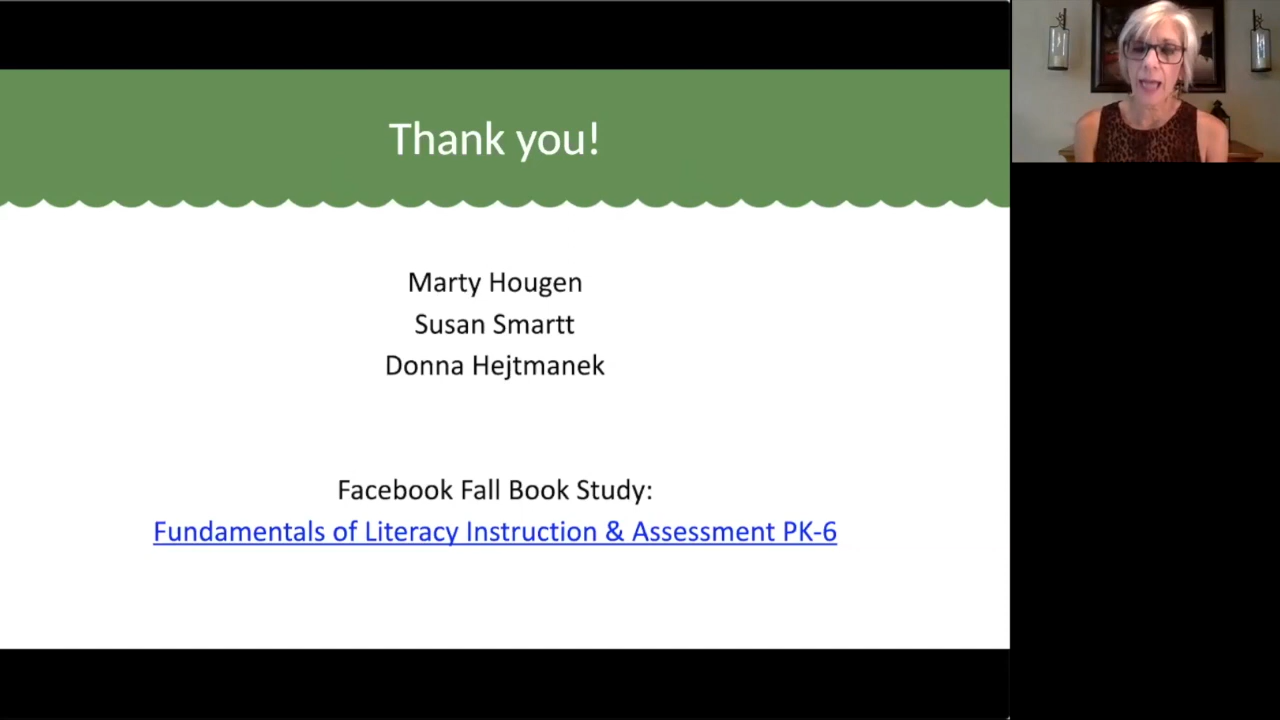 Thank you!
Marty Hougen
Susan Smartt
Donna Hejtmanek
Facebook Fall Book Study:
Fundamentals of Literacy Instruction & Assessment PK-6